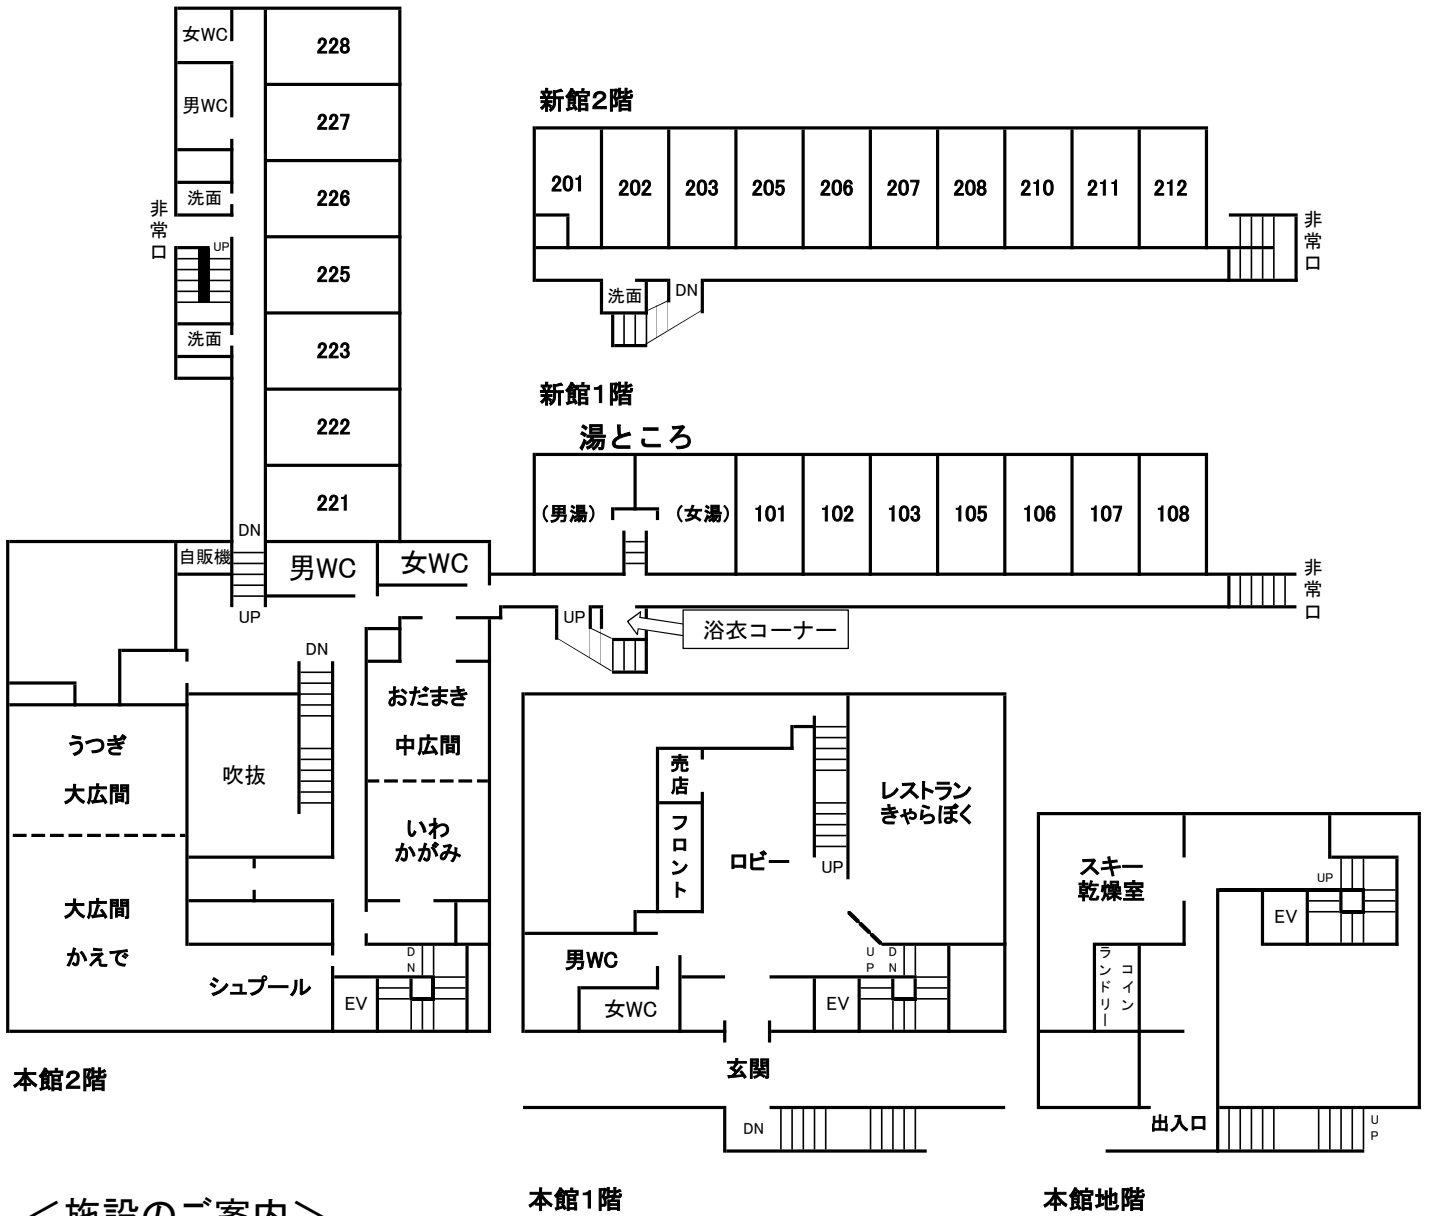 女WC
228
男WC
227
洗面
226
非常口
UP
225
洗面
223
222
221
DN
自販機
男WC
女WC
UP
DN
おだまき
中広間
うつぎ
大広間
吹抜
いわ
かがみ
大広間
かえで
シュプール
DN
EV
本館2階
新館2階
201
202
203
205
206
207
208
210
211
212
非常口
洗面
DN
新館1階
湯ところ
(男湯)
(女湯)
101
102
103
105
106
107
108
非常口
UP
浴衣コーナー
売店
フロント
ロビー
UP
レストラン
きゃらぼく
男WC
女WC
UP
DN
EV
玄関
DN
本館1階
スキー
乾燥室
UP
EV
コイン
ランドリー
出入口
UP
本館地階
<施設のご案内>